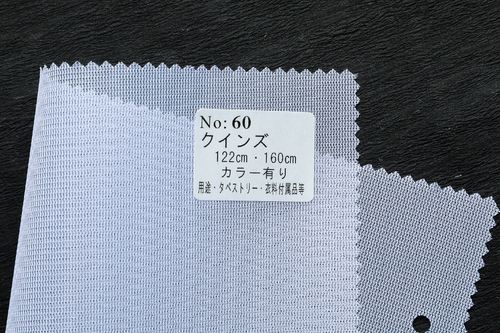 No: 60
クインズ
122cm・160cm
カラー有り
用途・タペストリー・衣料付属品等